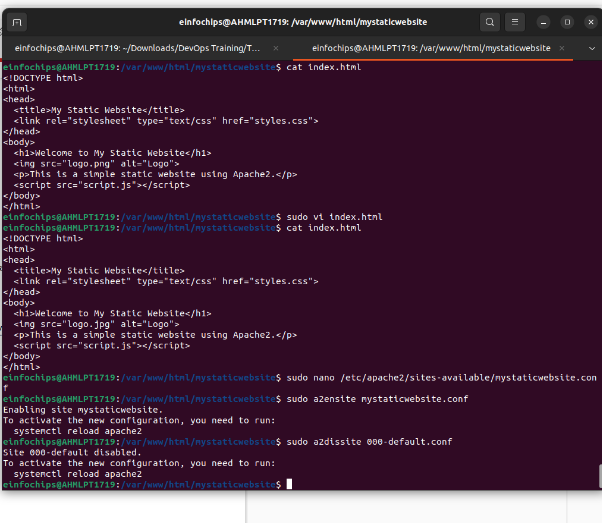 einfochips@AHMLPT1719: /var/www/html/mystaticwebsite
einfochips@AHMLPT1719: ~/Downloads/DevOps Training/T...
einfochips@AHMLPT1719: /var/www/html/mystaticwebsite
einfochips@AHMLPT1719:/var/www/html/mystaticwebsite$ cat index.html
<!DOCTYPE html>
<html>
<head>
  <title>My Static Website</title>
  <link rel="stylesheet" type="text/css" href="styles.css">
</head>
<body>
  <h1>Welcome to My Static Website</h1>
  <img src="logo.png" alt="Logo">
  <p>This is a simple static website using Apache2.</p>
  <script src="script.js"></script>
</body>
</html>
einfochips@AHMLPT1719:/var/www/html/mystaticwebsite$ sudo vi index.html
einfochips@AHMLPT1719:/var/www/html/mystaticwebsite$ cat index.html
<!DOCTYPE html>
<html>
<head>
  <title>My Static Website</title>
  <link rel="stylesheet" type="text/css" href="styles.css">
</head>
<body>
  <h1>Welcome to My Static Website</h1>
  <img src="logo.jpg" alt="Logo">
  <p>This is a simple static website using Apache2.</p>
  <script src="script.js"></script>
</body>
</html>
einfochips@AHMLPT1719:/var/www/html/mystaticwebsite$ sudo nano /etc/apache2/sites-available/mystaticwebsite.con
f
einfochips@AHMLPT1719:/var/www/html/mystaticwebsite$ sudo a2ensite mystaticwebsite.conf
Enabling site mystaticwebsite.
To activate the new configuration, you need to run:
  systemctl reload apache2
einfochips@AHMLPT1719:/var/www/html/mystaticwebsite$ sudo a2dissite 000-default.conf
Site 000-default disabled.
To activate the new configuration, you need to run:
  systemctl reload apache2
einfochips@AHMLPT1719:/var/www/html/mystaticwebsite$